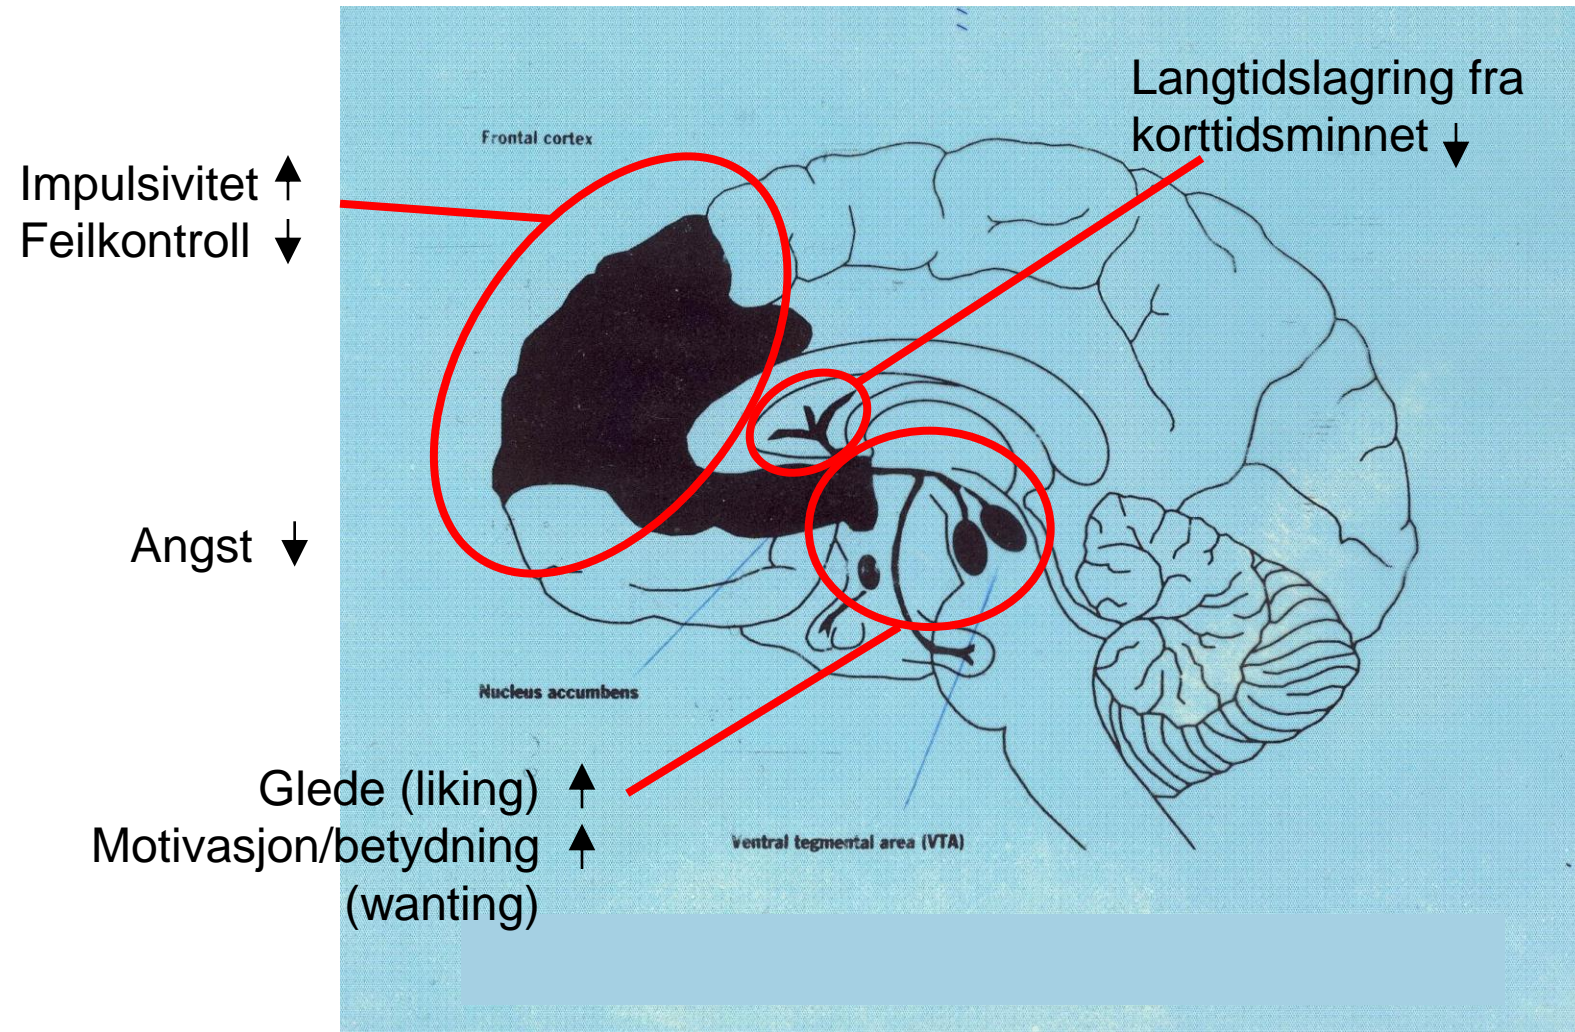 Langtidslagring fra
korttidsminnet ↓
Frontal cortex
Impulsivitet ↑
Feilkontroll ↓
Angst ↓
Nucleus accumbens
Glede (liking) ↑
Motivasjon/betydning ↑
(wanting)
Ventral tegmental area (VTA)